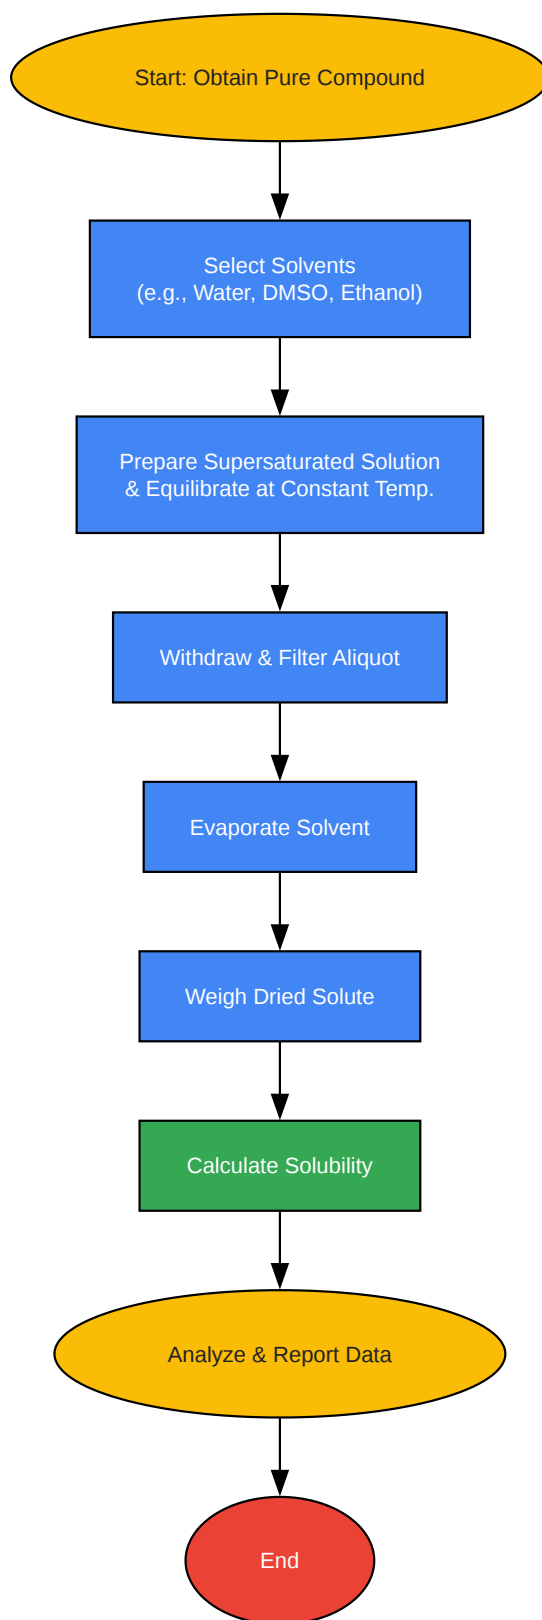 Start: Obtain Pure Compound
Select Solvents
(e.g., Water, DMSO, Ethanol)
Prepare Supersaturated Solution
& Equilibrate at Constant Temp.
Withdraw & Filter Aliquot
Evaporate Solvent
Weigh Dried Solute
Calculate Solubility
Analyze & Report Data
End